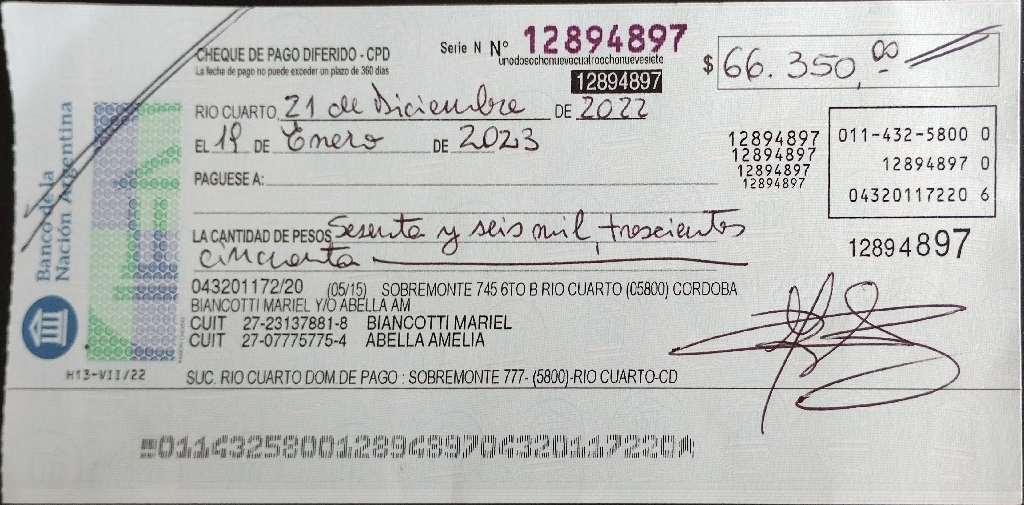 CHEQUE DE PAGO DIFERIDO - CPD
La fecha de pago no puede exceder un plazo de 360 días
Serie N Nº 12894897
unodosochonuevecuatroochonuevesiete
12894897
$ 66.350,00
RIO CUARTO 21 de Diciembre DE 2022
EL 19 DE Enero DE 2023
PAGUESE A:
12894897
12894897
12894897
12894897
011-432-5800 0
12894897 0
04320117220 6
LA CANTIDAD DE PESOS Sesenta y seis mil, trescientos
cincuenta
12894897
043201172/20 (05/15) SOBREMONTE 745 6TO B RIO CUARTO (05800) CORDOBA
BIANCOTTI MARIEL Y/O ABELLA AM
CUIT 27-23137881-8 BIANCOTTI MARIEL
CUIT 27-07775775-4 ABELLA AMELIA
SUC. RIO CUARTO DOM.DE PAGO : SOBREMONTE 777- (5800)-RIO CUARTO-CD
Banco de la
Nación Argentina
H13-VII/22
01143258001289489704320117220